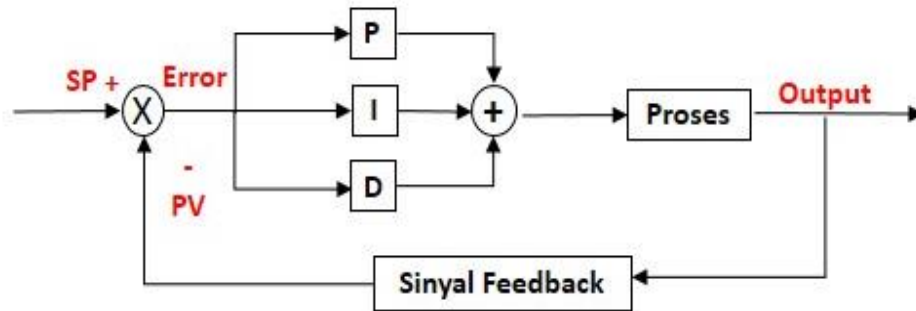 P
SP +
Error
X
I
+
Proses
Output
-
PV
D
Sinyal Feedback